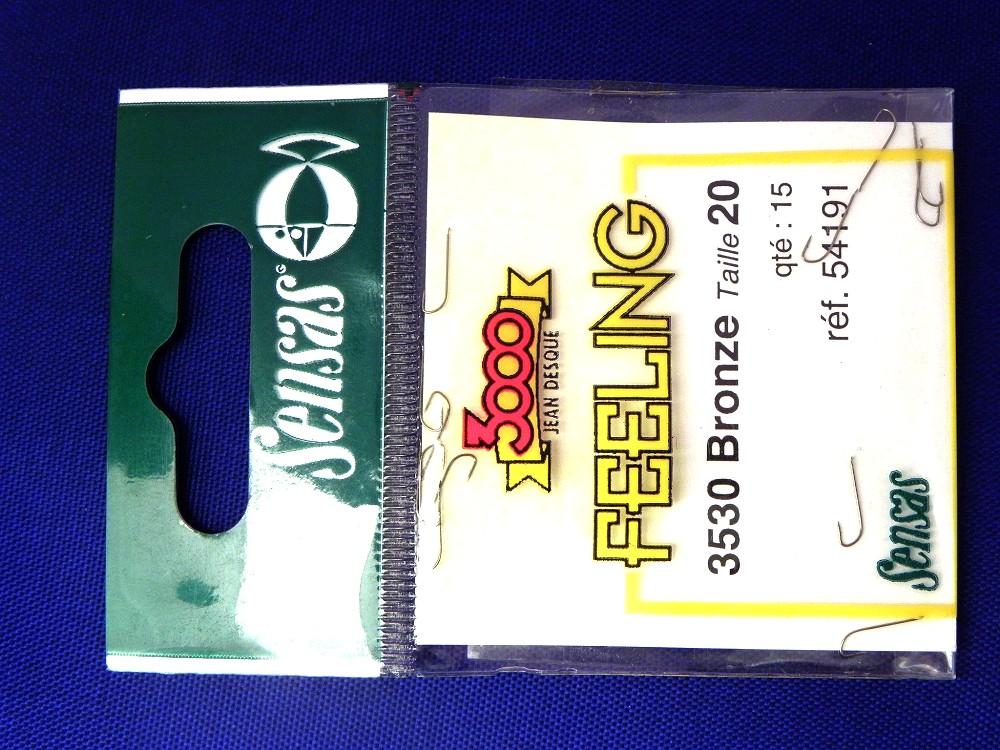 Sensas
3000
JEAN DESQUE
FEELING
3530 Bronze Taille 20
qté : 15
réf. 54191
Sensas